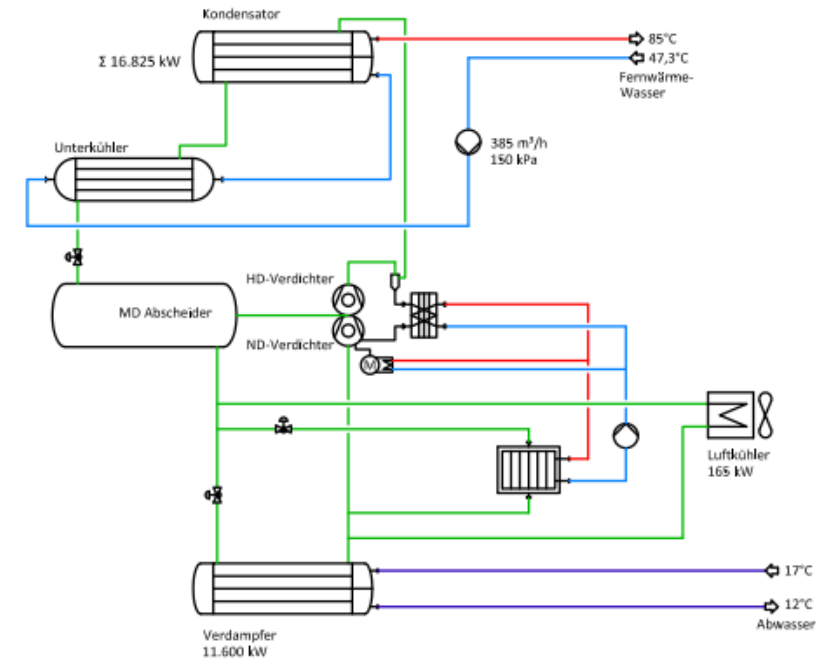 Kondensator
Σ 16.825 kW
85°C
47,3°C
Fernwärme-
Wasser
385 m³/h
150 kPa
Unterkühler
HD-Verdichter
MD Abscheider
ND-Verdichter
M
Luftkühler
165 kW
17°C
12°C
Abwasser
Verdampfer
11.600 kW